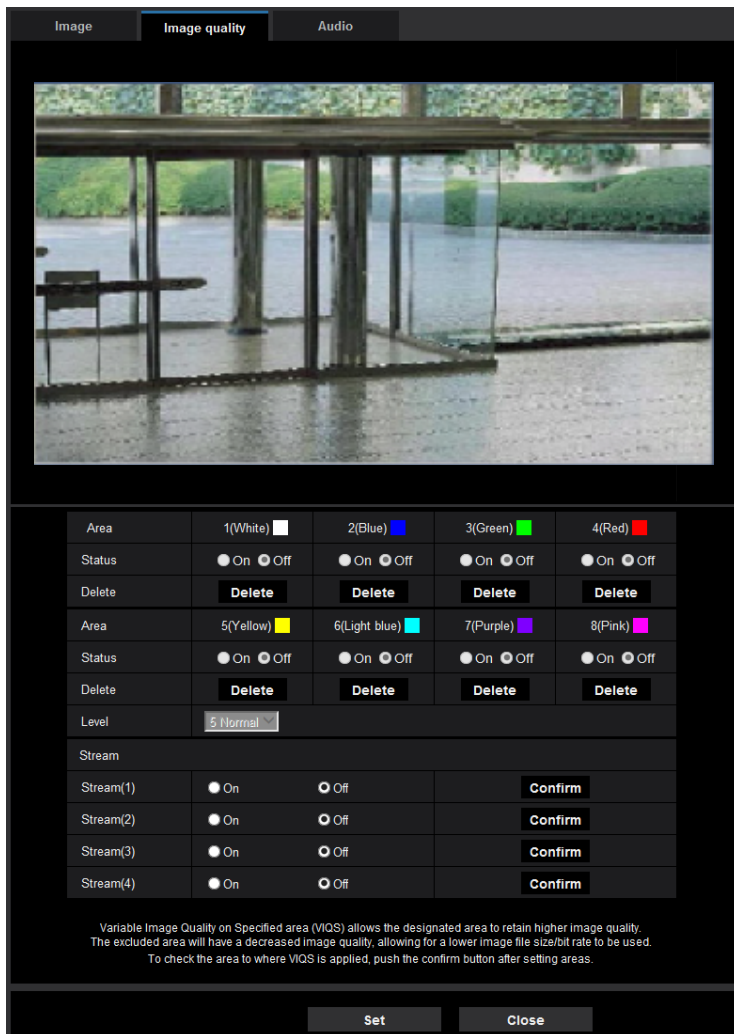 Image Image quality Audio
Area 1(White) 2(Blue) 3(Green) 4(Red)
Status On Off On Off On Off On Off
Delete Delete Delete Delete Delete
Area 5(Yellow) 6(Light blue) 7(Purple) 8(Pink)
Status On Off On Off On Off On Off
Delete Delete Delete Delete Delete
Level 5 Normal
Stream
Stream(1) On Off Confirm
Stream(2) On Off Confirm
Stream(3) On Off Confirm
Stream(4) On Off Confirm
Variable Image Quality on Specified area (VIQS) allows the designated area to retain higher image quality.
The excluded area will have a decreased image quality, allowing for a lower image file size/bit rate to be used.
To check the area to where VIQS is applied, push the confirm button after setting areas.
Set Close